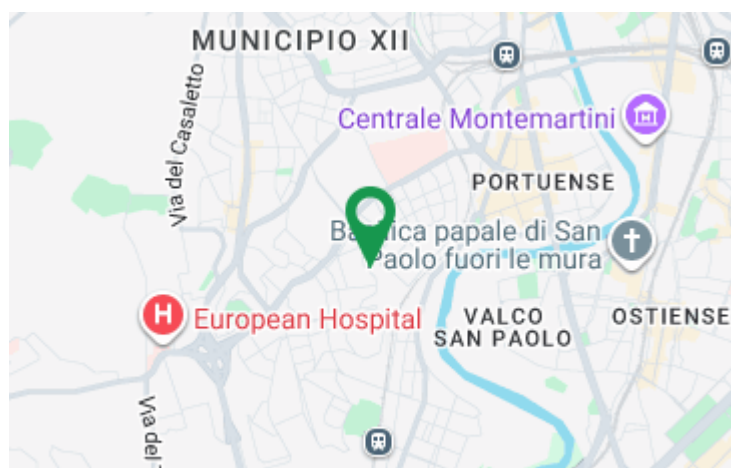 MUNICIPIO XII
Via del Casaletto
Centrale Montemartini
PORTUENSE
Basilica papale di San
Paolo fuori le mura
H
European Hospital
VALCO
SAN PAOLO
OSTIENSE
Via del